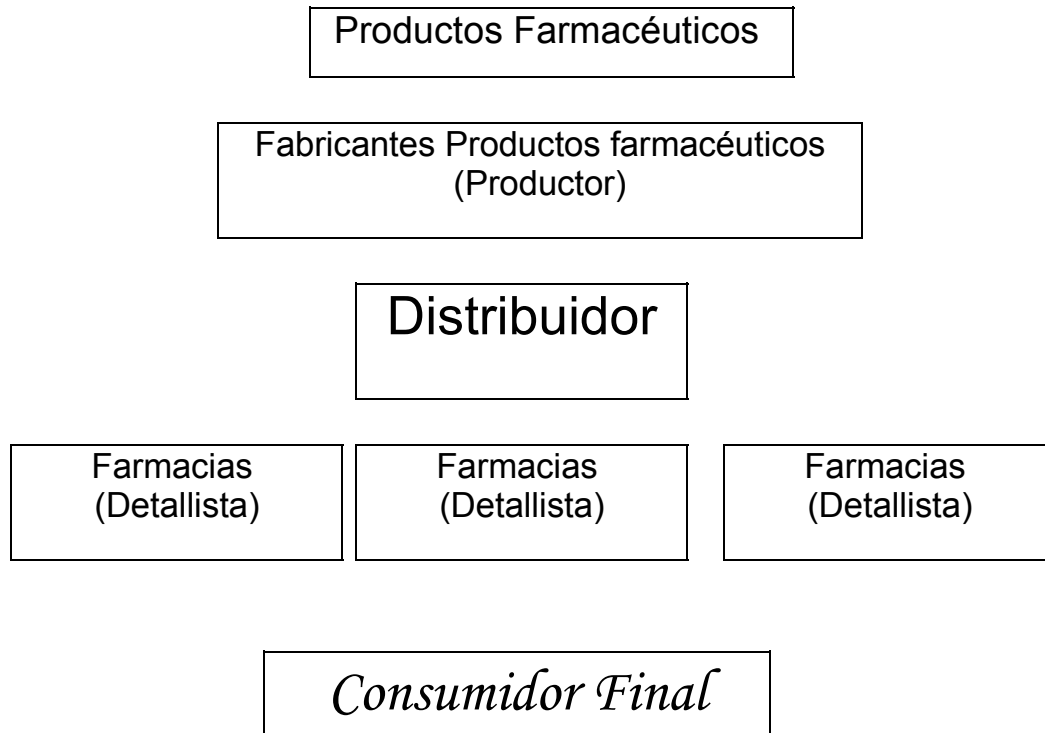 Productos Farmacéuticos
Fabricantes Productos farmacéuticos
(Productor)
Distribuidor
Farmacias
(Detallista)
Farmacias
(Detallista)
Farmacias
(Detallista)
Consumidor Final